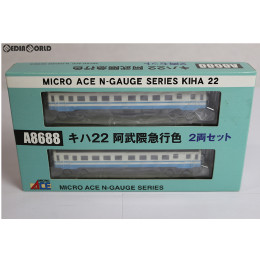 MEDIAWORLD
MICRO ACE N-GAUGE SERIES KIHA 22
A8688 キハ22 阿武隈急行色 2両セット
ACE
MICRO ACE N-GAUGE SERIES